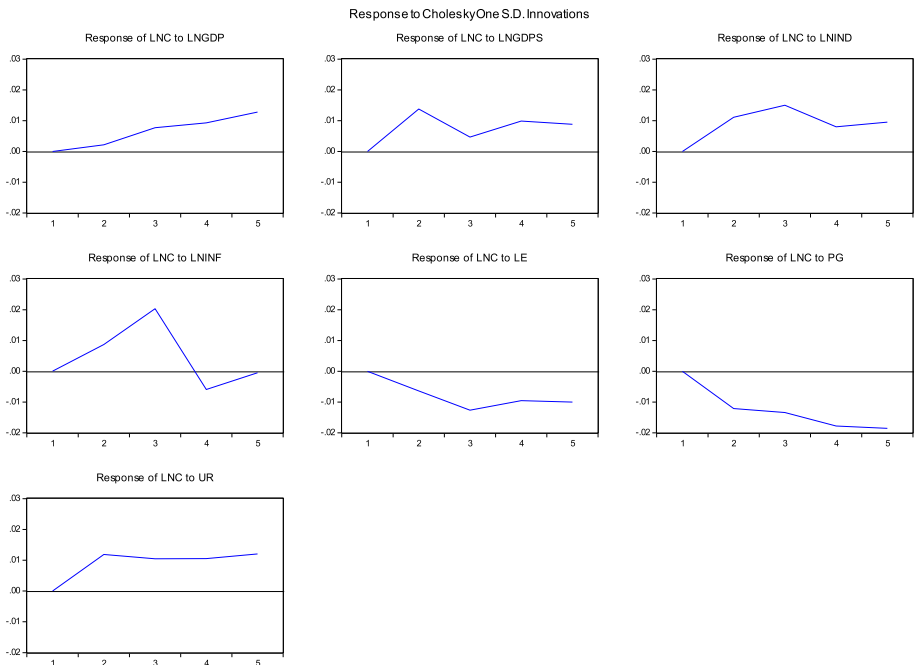 Response to Cholesky One S.D. Innovations
Response of LNC to LNGDP
.03
.02
.01
.00
-.01
-.02
1 2 3 4 5
Response of LNC to LNGDPS
.03
.02
.01
.00
-.01
-.02
1 2 3 4 5
Response of LNC to LNIND
.03
.02
.01
.00
-.01
-.02
1 2 3 4 5
Response of LNC to LNINF
.03
.02
.01
.00
-.01
-.02
1 2 3 4 5
Response of LNC to LE
.03
.02
.01
.00
-.01
-.02
1 2 3 4 5
Response of LNC to PG
.03
.02
.01
.00
-.01
-.02
1 2 3 4 5
Response of LNC to UR
.03
.02
.01
.00
-.01
-.02
1 2 3 4 5